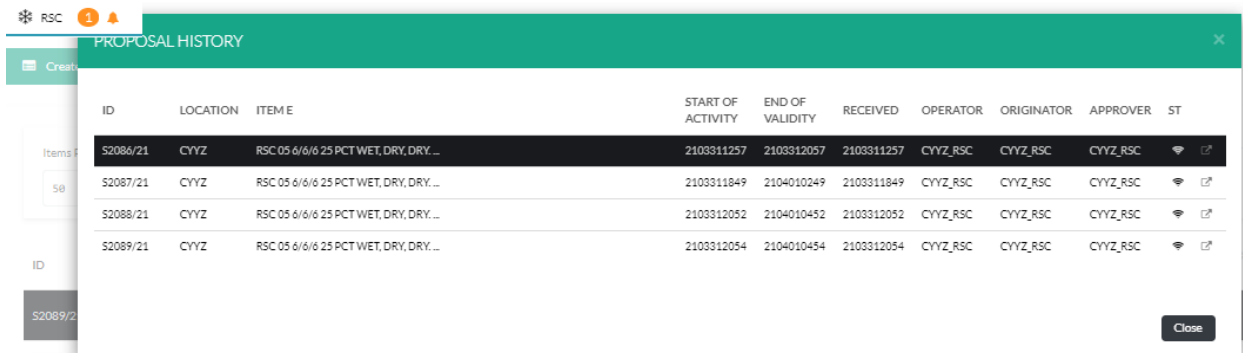 RSC 1
PROPOSAL HISTORY ×
Create
ID LOCATION ITEM E START OF ACTIVITY END OF VALIDITY RECEIVED OPERATOR ORIGINATOR APPROVER ST
Items
S2086/21 CYYZ RSC 05 6/6/6 25 PCT WET, DRY, DRY. ... 2103311257 2103312057 2103311257 CYYZ_RSC CYYZ_RSC CYYZ_RSC
50
S2087/21 CYYZ RSC 05 6/6/6 25 PCT WET, DRY, DRY. ... 2103311849 2104010249 2103311849 CYYZ_RSC CYYZ_RSC CYYZ_RSC
S2088/21 CYYZ RSC 05 6/6/6 25 PCT WET, DRY, DRY. ... 2103312052 2104010452 2103312052 CYYZ_RSC CYYZ_RSC CYYZ_RSC
S2089/21 CYYZ RSC 05 6/6/6 25 PCT WET, DRY, DRY. ... 2103312054 2104010454 2103312054 CYYZ_RSC CYYZ_RSC CYYZ_RSC
ID
S2089/2
Close